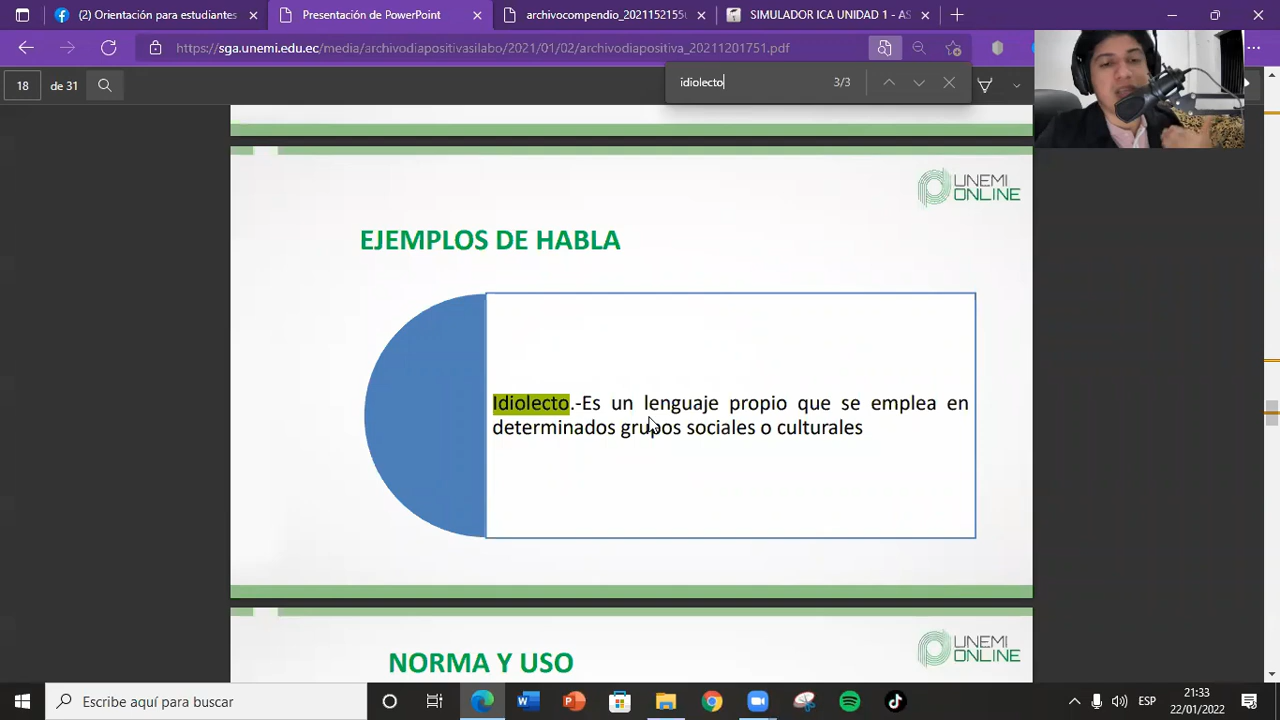 (2) Orientación para estudiantes
Presentación de PowerPoint
archivocompendio_2021152155
SIMULADOR ICA UNIDAD 1 - AS
https://sga.unemi.edu.ec/media/archivodiapositivasilabo/2021/01/02/archivodiapositiva_20211201751.pdf
18 de 31
idiolecto
3/3
UNEMI
ONLINE
EJEMPLOS DE HABLA
Idiolecto.-Es un lenguaje propio que se emplea en
determinados grupos sociales o culturales
UNEMI
ONLINE
NORMA Y USO
Escribe aquí para buscar
ESP
21:33
22/01/2022